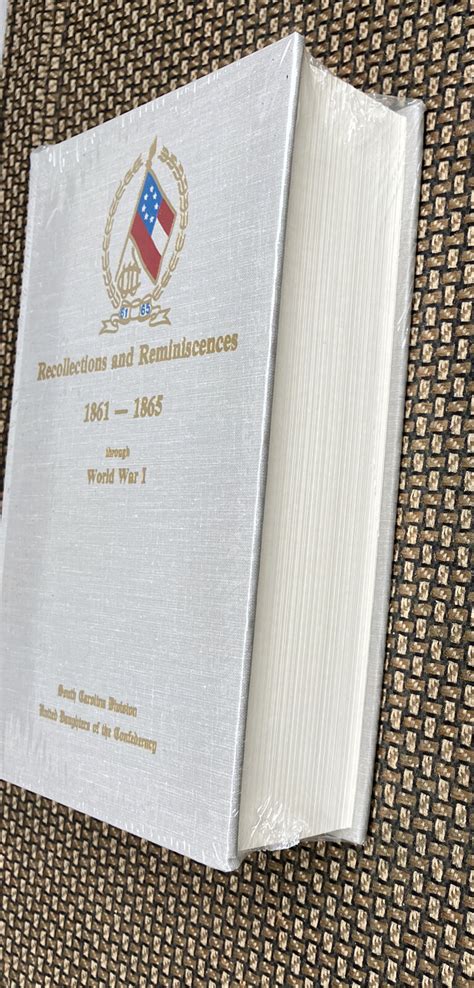 61 65
Recollections and Reminiscences
1861 — 1865
through
World War I
South Carolina Division
United Daughters of the Confederacy